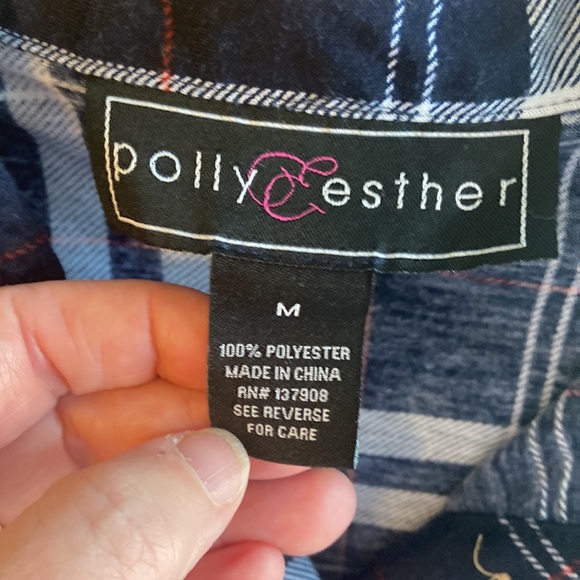 polly & esther
M
100% POLYESTER
MADE IN CHINA
RN# 137908
SEE REVERSE
FOR CARE